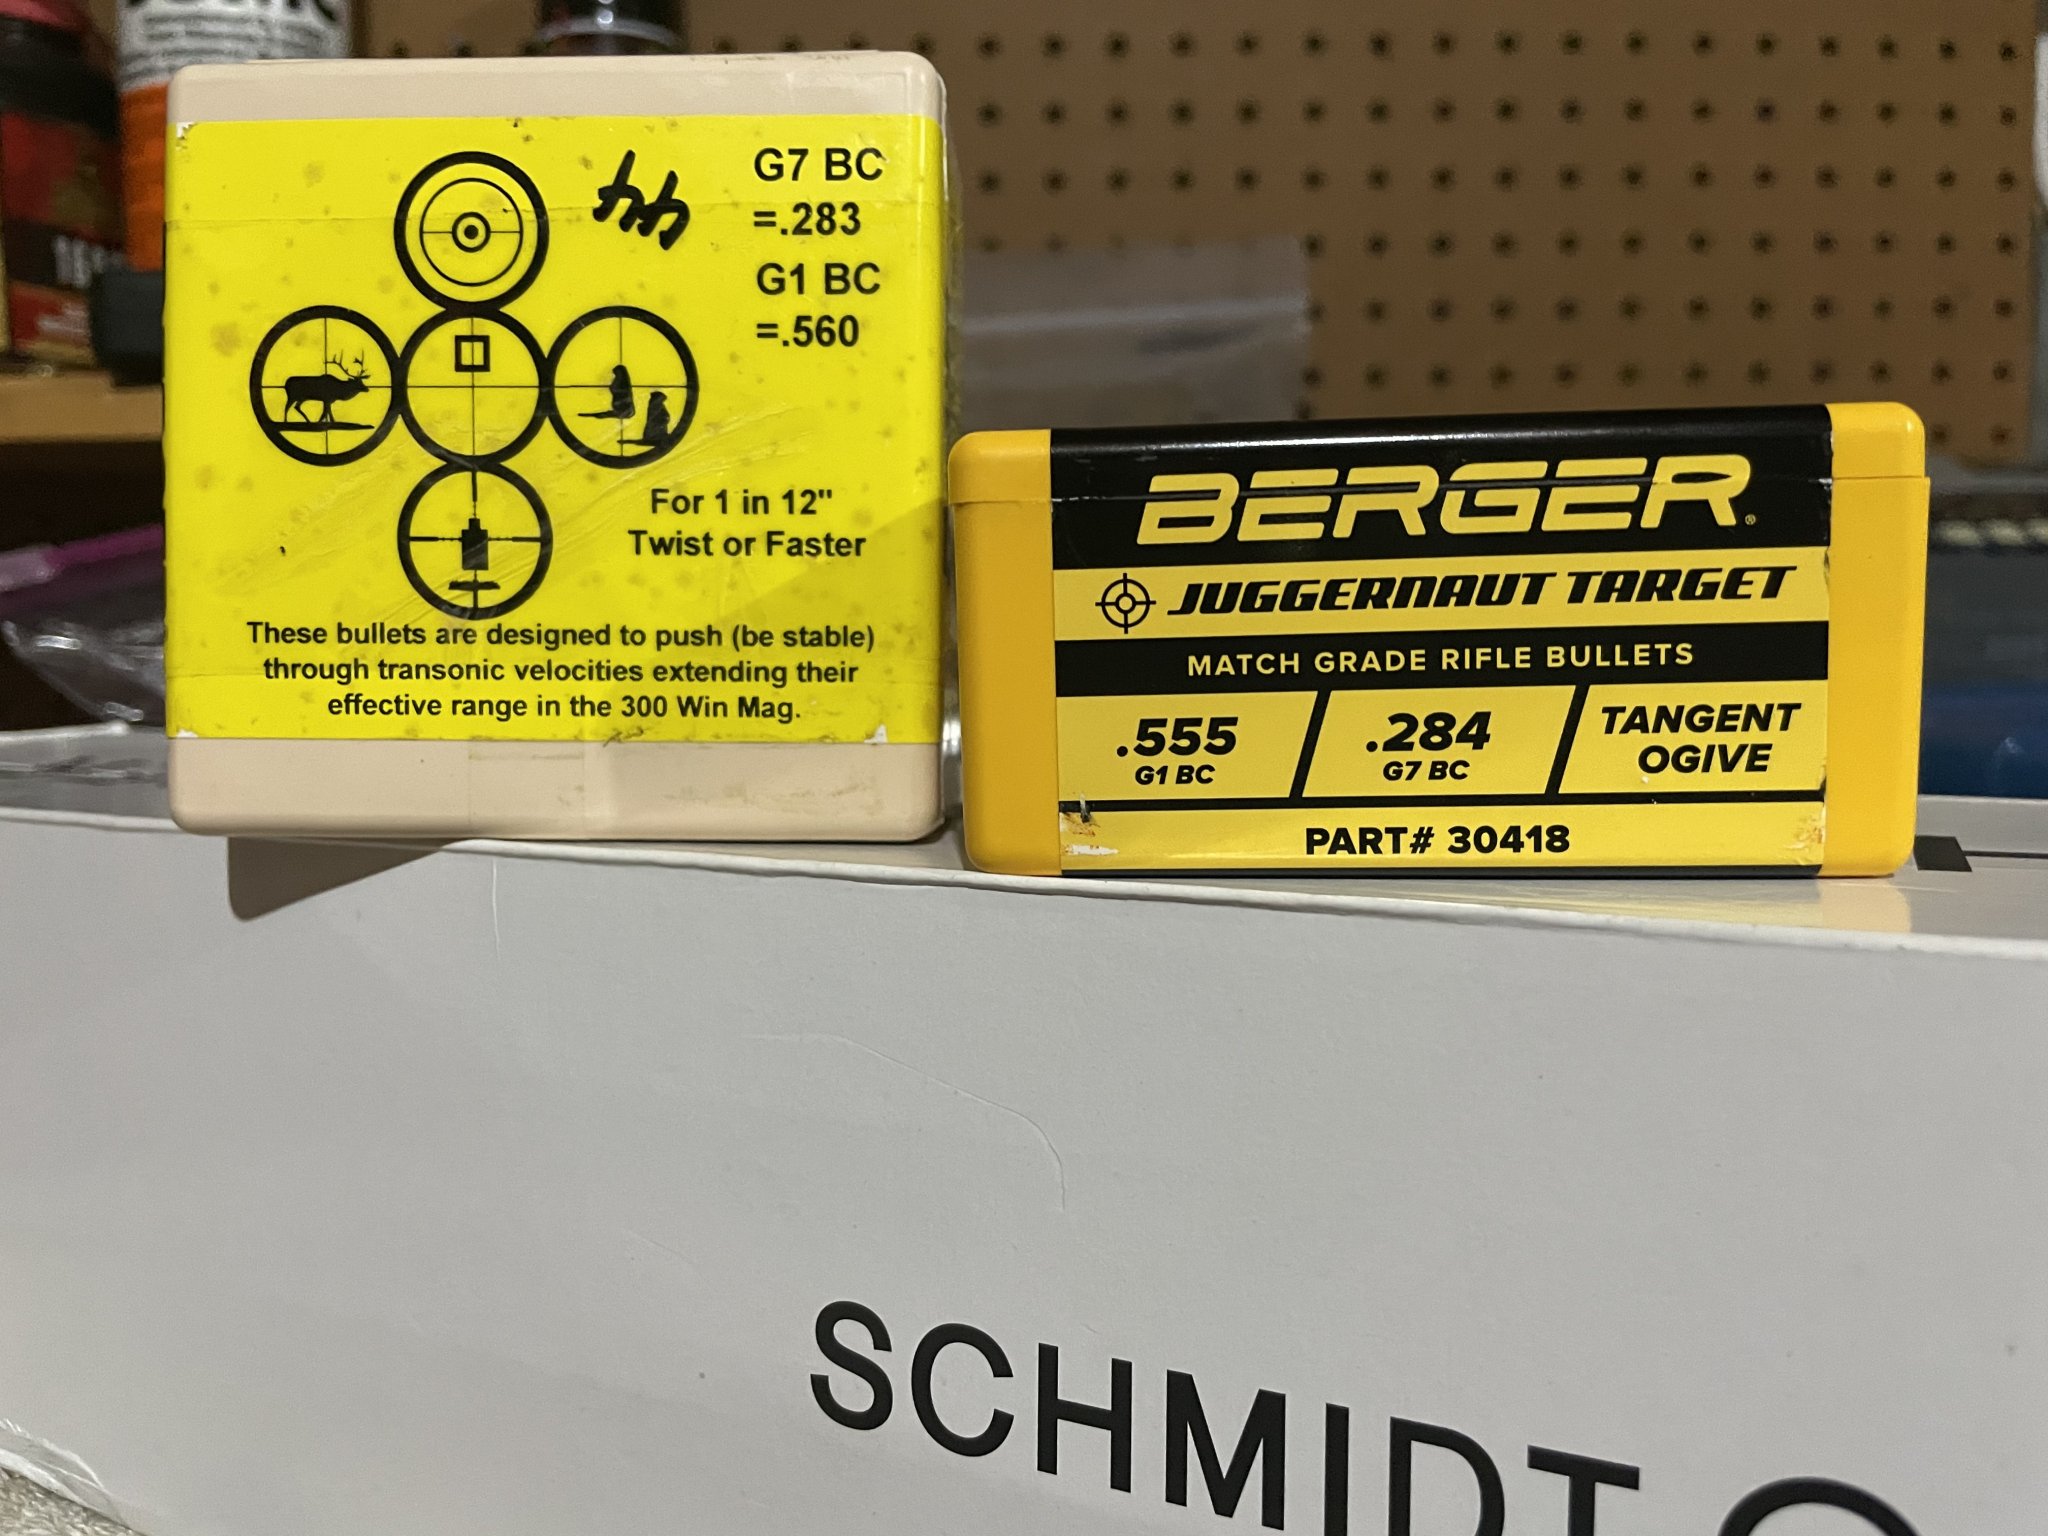 44
G7 BC
=.283
G1 BC
=.560
For 1 in 12"
Twist or Faster
These bullets are designed to push (be stable)
through transonic velocities extending their
effective range in the 300 Win Mag.
BERGER®
JUGGERNAUT TARGET
MATCH GRADE RIFLE BULLETS
.555
G1 BC
.284
G7 BC
TANGENT
OGIVE
PART# 30418
SCHMIDT